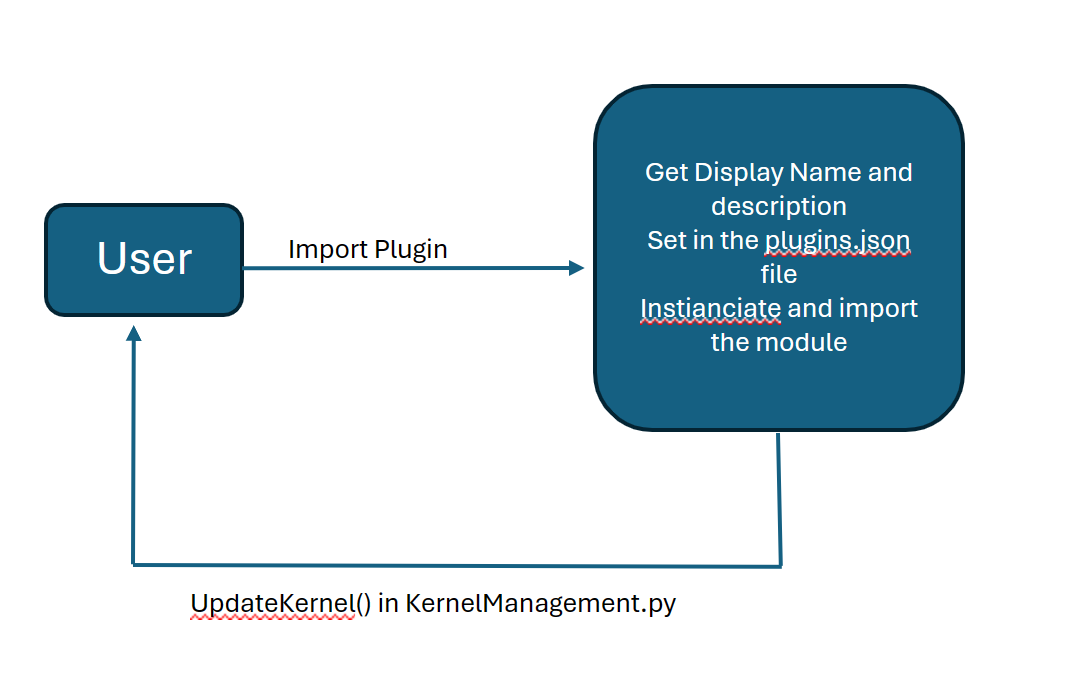 User
Import Plugin
Get Display Name and
description
Set in the plugins.json
file
Instianciate and import
the module
UpdateKernel() in KernelManagement.py